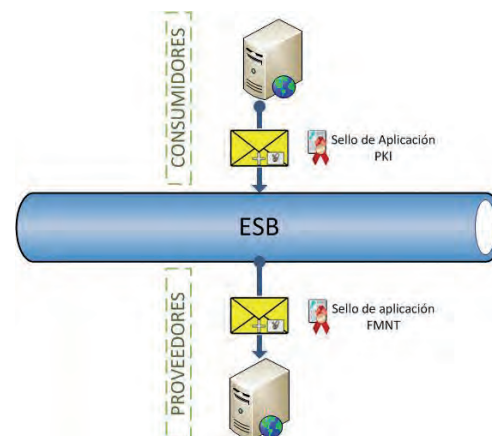 CONSUMIDORES
Sello de Aplicación
PKI
ESB
PROVEEDORES
Sello de aplicación
FMNT